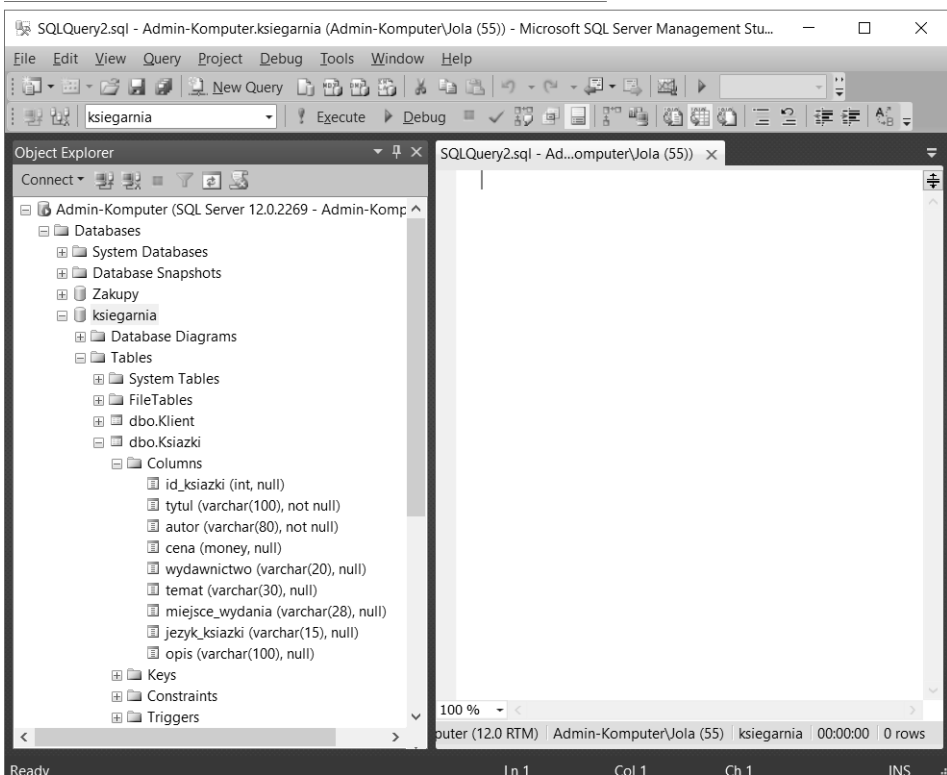 SQLQuery2.sql - Admin-Komputer.ksiegarnia (Admin-Komputer\Jola (55)) - Microsoft SQL Server Management Stu...
File Edit View Query Project Debug Tools Window Help
New Query
ksiegarnia Execute Debug
Object Explorer
SQLQuery2.sql - Ad...omputer\Jola (55))
Connect
Admin-Komputer (SQL Server 12.0.2269 - Admin-Komp
Databases
System Databases
Database Snapshots
Zakupy
ksiegarnia
Database Diagrams
Tables
System Tables
FileTables
dbo.Klient
dbo.Ksiazki
Columns
id_ksiazki (int, null)
tytul (varchar(100), not null)
autor (varchar(80), not null)
cena (money, null)
wydawnictwo (varchar(20), null)
temat (varchar(30), null)
miejsce_wydania (varchar(28), null)
jezyk_ksiazki (varchar(15), null)
opis (varchar(100), null)
Keys
Constraints
Triggers
100 %
puter (12.0 RTM) Admin-Komputer\Jola (55) ksiegarnia 00:00:00 0 rows
Ready Ln 1 Col 1 Ch 1 INS